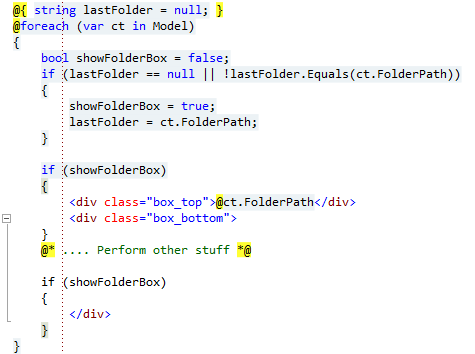 @{ string lastFolder = null; }
@foreach (var ct in Model)
{
bool showFolderBox = false;
if (lastFolder == null || !lastFolder.Equals(ct.FolderPath))
{
showFolderBox = true;
lastFolder = ct.FolderPath;
}
if (showFolderBox)
{
<div class="box_top">@ct.FolderPath</div>
<div class="box_bottom">
}
@* .... Perform other stuff *@
if (showFolderBox)
{
</div>
}
}